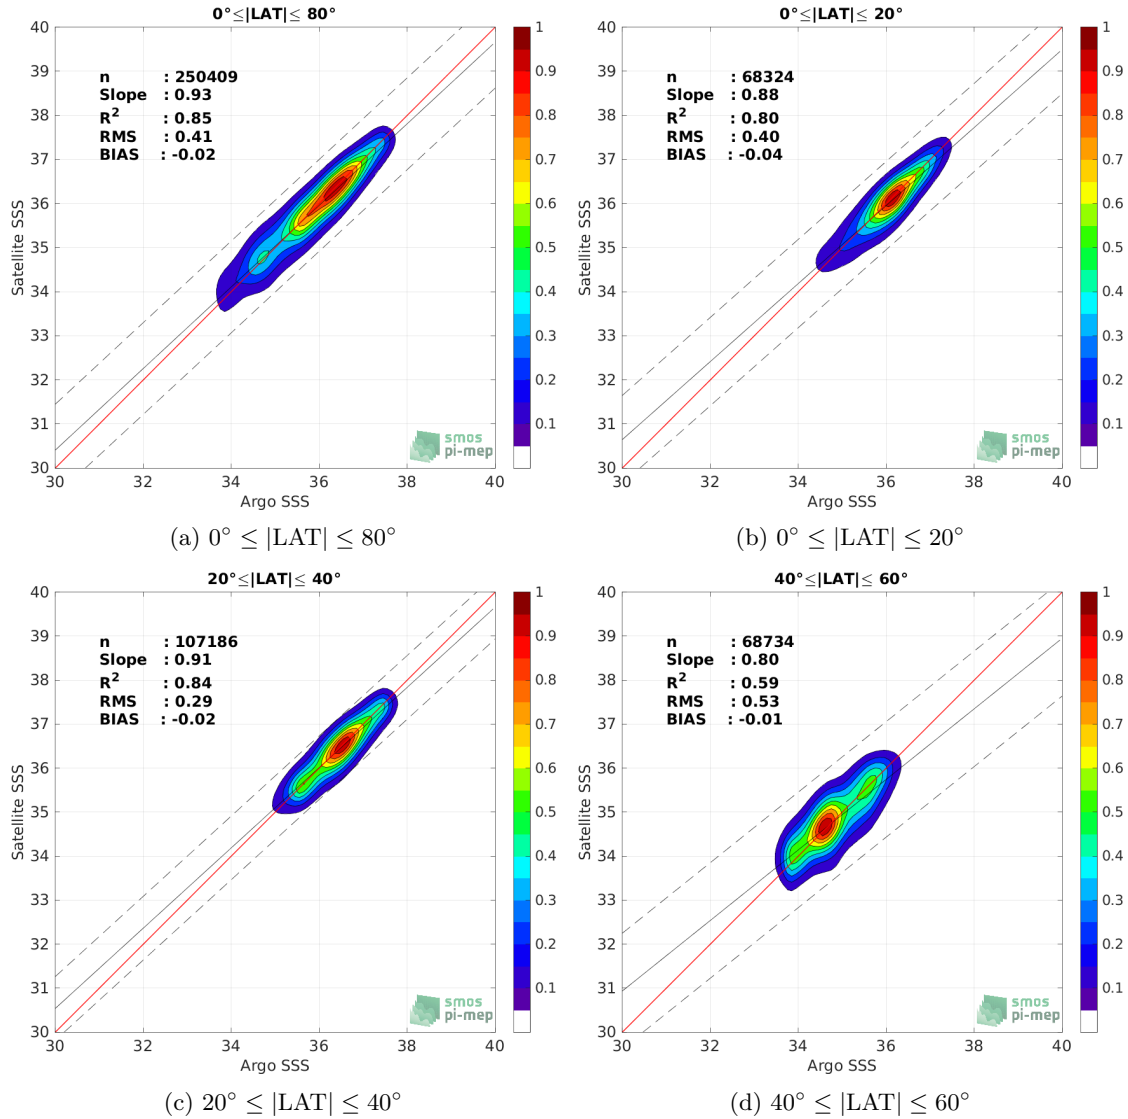 0°≤|LAT|≤ 80°
n : 250409
Slope : 0.93
R² : 0.85
RMS : 0.41
BIAS : -0.02
40
39
38
37
36
35
34
33
32
31
30
30
32
34
36
38
40
Satellite SSS
Argo SSS
1
0.9
0.8
0.7
0.6
0.5
0.4
0.3
0.2
0.1
smos
pi-mep
(a) 0° ≤ |LAT| ≤ 80°
0°≤|LAT|≤ 20°
n : 68324
Slope : 0.88
R² : 0.80
RMS : 0.40
BIAS : -0.04
40
39
38
37
36
35
34
33
32
31
30
30
32
34
36
38
40
Satellite SSS
Argo SSS
1
0.9
0.8
0.7
0.6
0.5
0.4
0.3
0.2
0.1
smos
pi-mep
(b) 0° ≤ |LAT| ≤ 20°
20°≤|LAT|≤ 40°
n : 107186
Slope : 0.91
R² : 0.84
RMS : 0.29
BIAS : -0.02
40
39
38
37
36
35
34
33
32
31
30
30
32
34
36
38
40
Satellite SSS
Argo SSS
1
0.9
0.8
0.7
0.6
0.5
0.4
0.3
0.2
0.1
smos
pi-mep
(c) 20° ≤ |LAT| ≤ 40°
40°≤|LAT|≤ 60°
n : 68734
Slope : 0.80
R² : 0.59
RMS : 0.53
BIAS : -0.01
40
39
38
37
36
35
34
33
32
31
30
30
32
34
36
38
40
Satellite SSS
Argo SSS
1
0.9
0.8
0.7
0.6
0.5
0.4
0.3
0.2
0.1
smos
pi-mep
(d) 40° ≤ |LAT| ≤ 60°